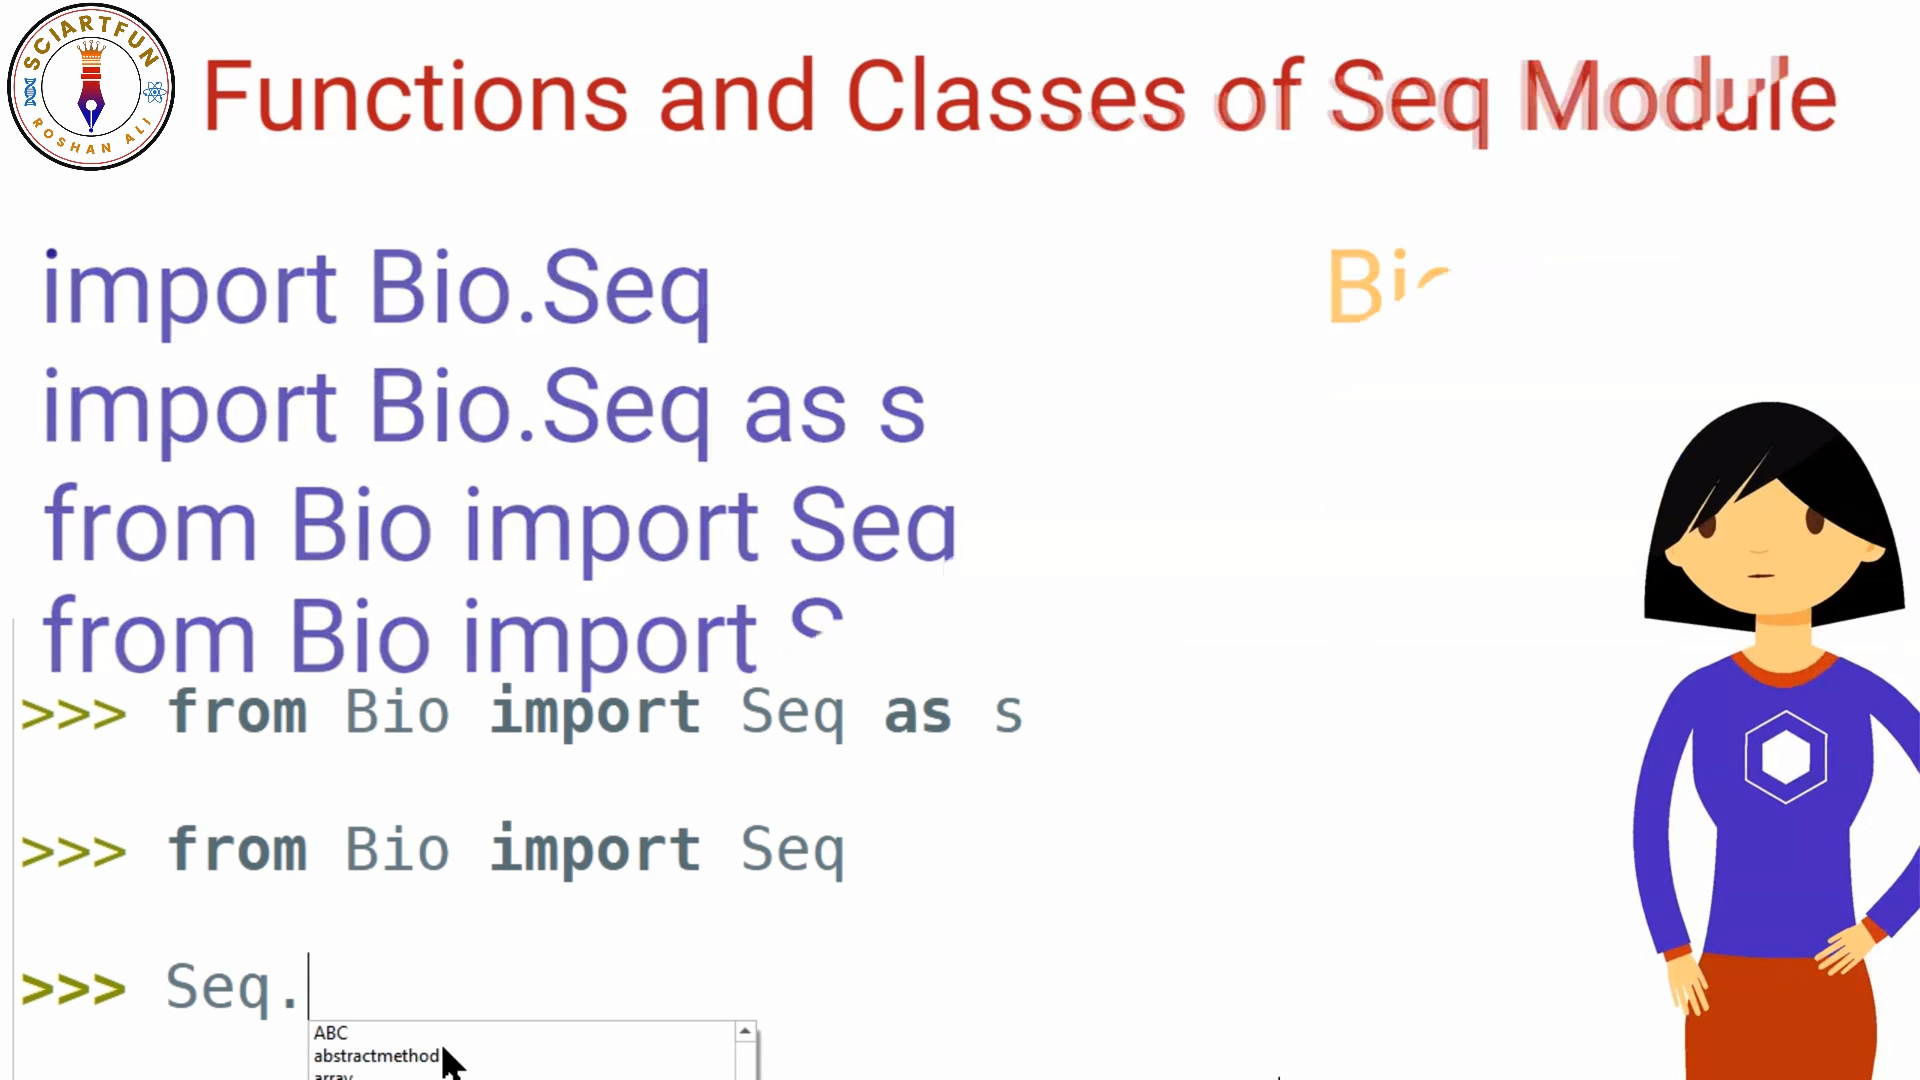 SCIARTFUN
ROSHAN ALI
Functions and Classes of Seq Module
import Bio.Seq
import Bio.Seq as s
from Bio import Seq
from Bio import
>>> from Bio import Seq as s
>>> from Bio import Seq
>>> Seq.
ABC
abstractmethod
array